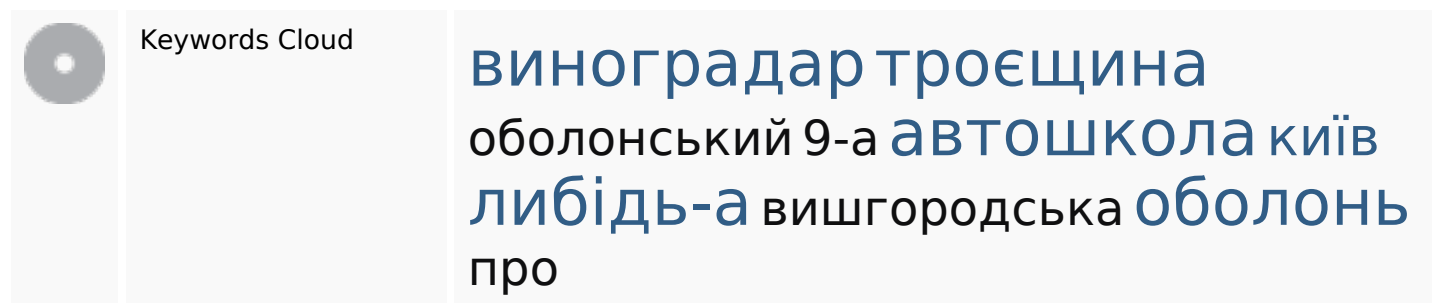 Keywords Cloud
виноградар троєщина
оболонський 9-а автошкола київ
либідь-а вишгородська оболонь
про